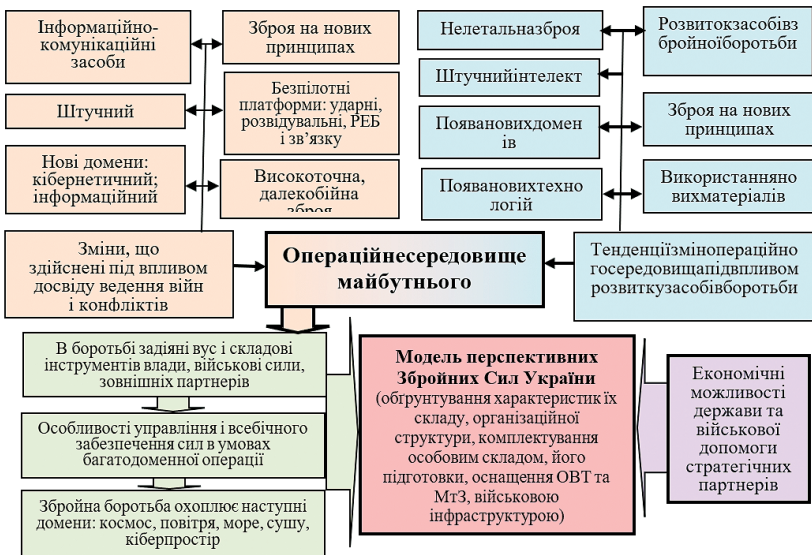 Інформаційно-
комунікаційні
засоби
Зброя на нових
принципах
Штучний
Безпілотні
платформи: ударні,
розвідувальні, РЕБ
і зв’язку
Нові домени:
кібернетичний;
інформаційний
Високоточна,
далекобійна
зброя
Нелетальназброя
Розвитокзасобівз
бройноїборотьби
Штучнийінтелект
Появановихдомен
ів
Зброя на нових
принципах
Появановихтехно
логій
Використанняно
вихматеріалів
Зміни, що
здійснені під впливом
досвіду ведення війн
і конфліктів
Операційнесередовище
майбутнього
Тенденціїзміноперацiйно
госередовищапідвпливом
розвиткузасобівборотьби
В боротьбі задіяні вус і складові
інструментів влади, військові сили,
зовнішніх партнерів
Особливості управління і всебічного
забезпечення сил в умовах
багатодоменної операції
Збройна боротьба охоплює наступні
домени: космос, повітря, море, сушу,
кіберпростір
Модель перспективних
Збройних Сил України
(обґрунтування характеристик їх
складу, організаційної
структури, комплектування
особовим складом, його
підготовки, оснащення ОВТ та
МтЗ, військовою
інфраструктурою)
Економічні
можливості
держави та
військової
допомоги
стратегічних
партнерів